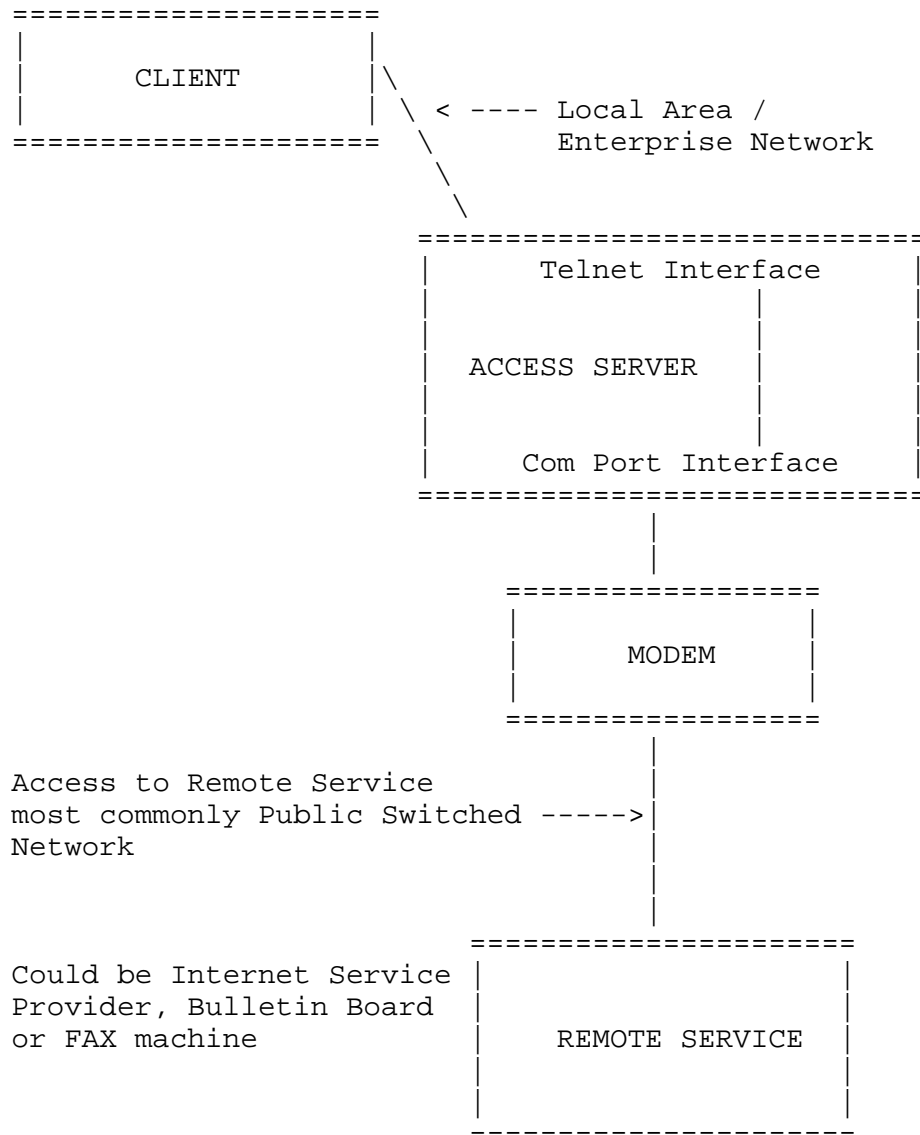 CLIENT
< ---- Local Area /
Enterprise Network
Telnet Interface
ACCESS SERVER
Com Port Interface
MODEM
Access to Remote Service
most commonly Public Switched ----->
Network
Could be Internet Service
Provider, Bulletin Board
or FAX machine
REMOTE SERVICE